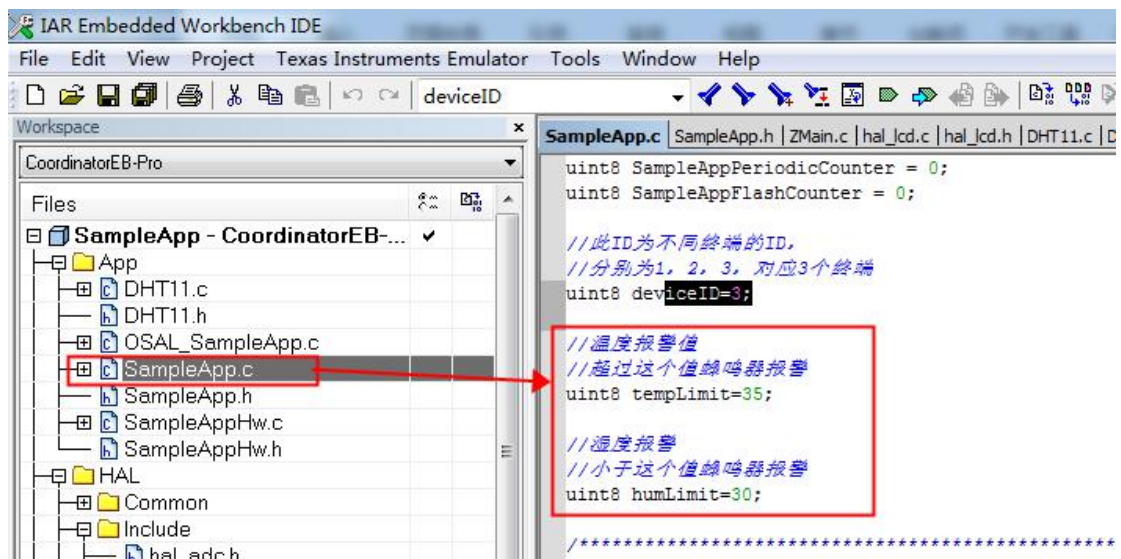 IAR Embedded Workbench IDE
File Edit View Project Texas Instruments Emulator Tools Window Help
deviceID
Workspace
CoordinatorEB-Pro
Files
SampleApp - CoordinatorEB-...
App
DHT11.c
DHT11.h
OSAL_SampleApp.c
SampleApp.c
SampleApp.h
SampleAppHw.c
SampleAppHw.h
HAL
Common
Include
hal_adc.h
SampleApp.c SampleApp.h | ZMain.c | hal_lcd.c | hal_lcd.h | DHT11.c | D
uint8 SampleAppPeriodicCounter = 0;
uint8 SampleAppFlashCounter = 0;
//此ID为不同终端的ID,
//分别为1, 2, 3, 对应3个终端
uint8 deviceID=3;
//温度报警值
//超过这个值蜂鸣器报警
uint8 tempLimit=35;
//湿度报警
//小于这个值蜂鸣器报警
uint8 humLimit=30;
/**************************************************